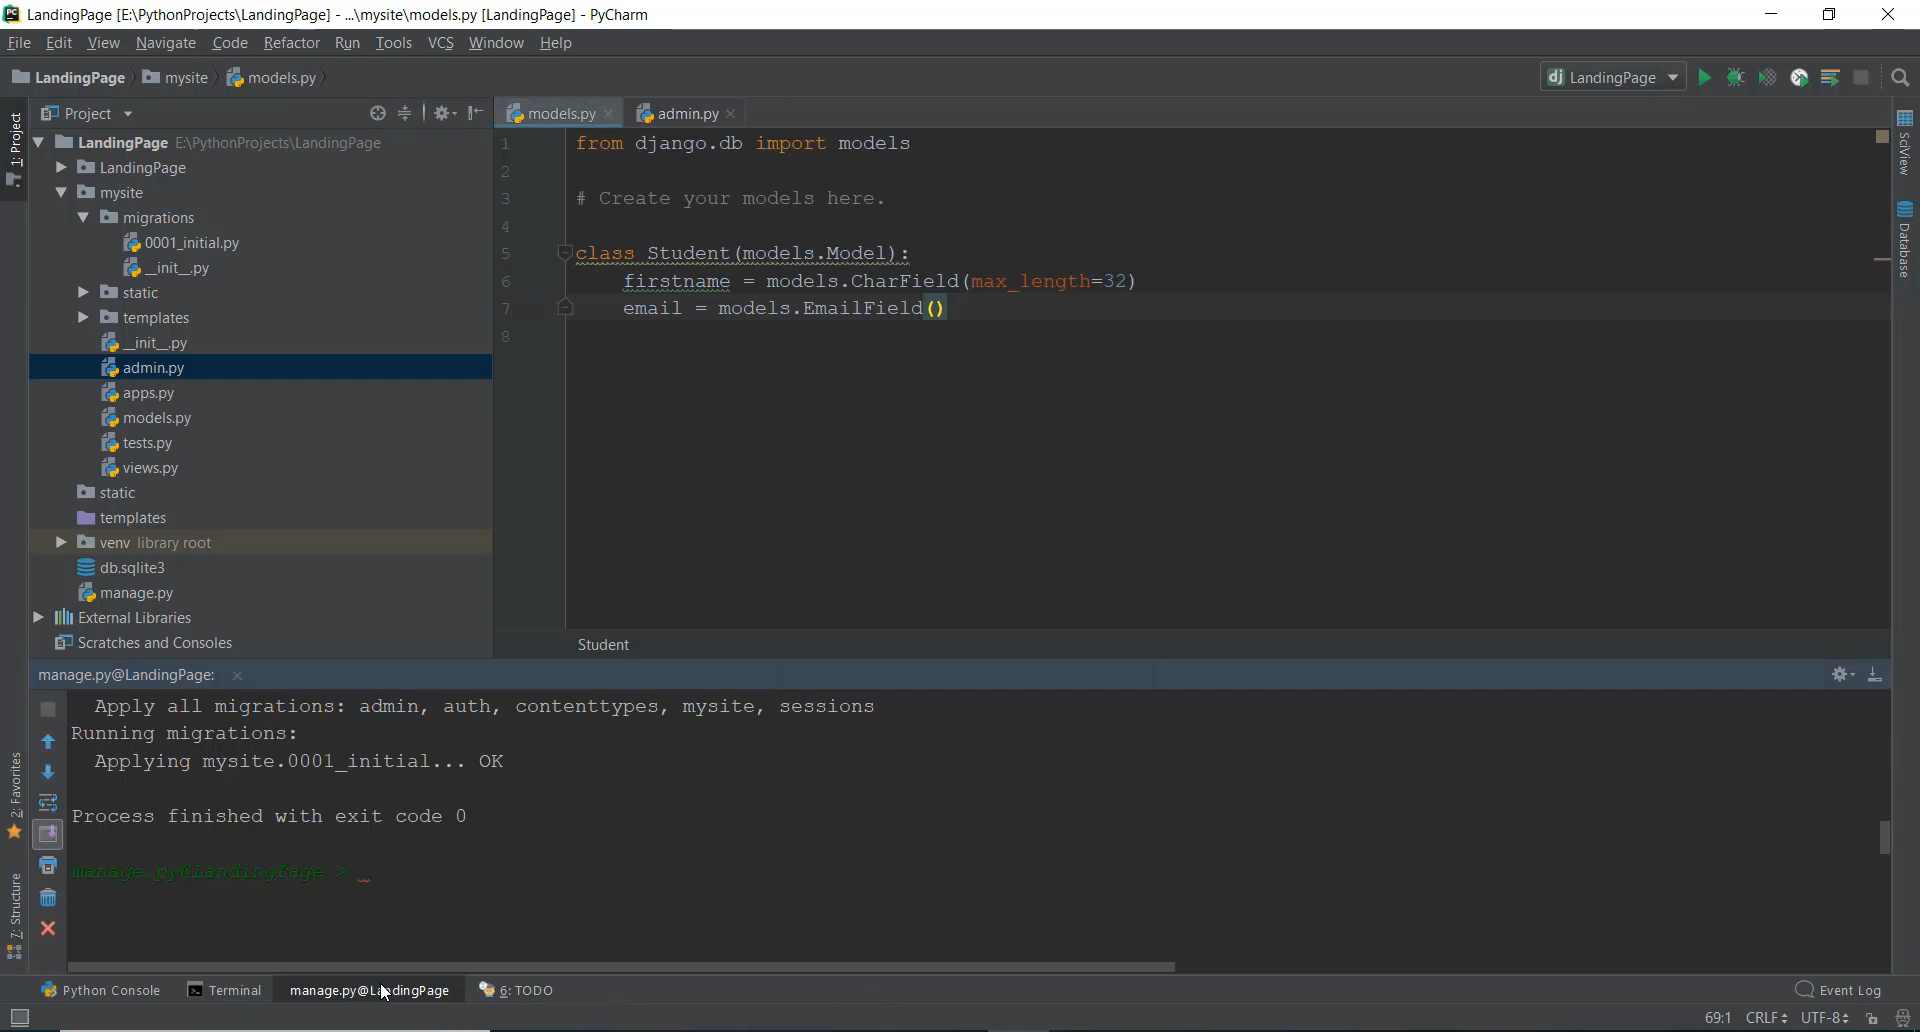 LandingPage [E:\PythonProjects\LandingPage] - ...\mysite\models.py [LandingPage] - PyCharm
File Edit View Navigate Code Refactor Run Tools VCS Window Help
LandingPage mysite models.py
dj LandingPage
1: Project
Project
models.py
admin.py
LandingPage E:\PythonProjects\LandingPage
LandingPage
mysite
migrations
0001_initial.py
__init__.py
static
templates
__init__.py
admin.py
apps.py
models.py
tests.py
views.py
static
templates
venv library root
db.sqlite3
manage.py
External Libraries
Scratches and Consoles
1 from django.db import models
2
3 # Create your models here.
4
5 class Student(models.Model):
6 firstname = models.CharField(max_length=32)
7 email = models.EmailField()
8
Student
SciView
Database
manage.py@LandingPage:
Apply all migrations: admin, auth, contenttypes, mysite, sessions
Running migrations:
Applying mysite.0001_initial... OK
Process finished with exit code 0
manage.py@LandingPage >
2: Favorites
7: Structure
Python Console Terminal manage.py@LandingPage 6: TODO Event Log
69:1 CRLF UTF-8